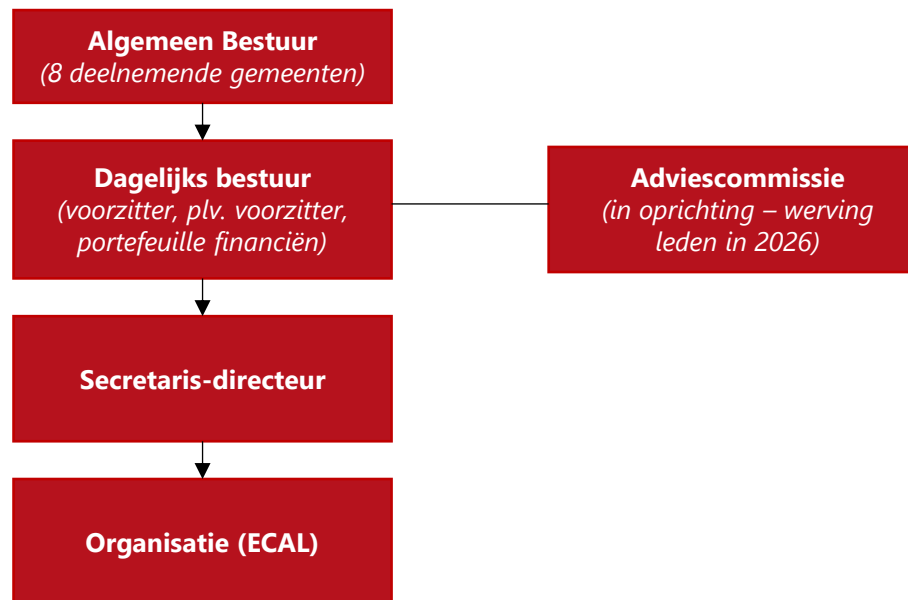 Algemeen Bestuur
(8 deelnemende gemeenten)
Dagelijks bestuur
(voorzitter, plv. voorzitter,
portefeuille financiën)
Adviescommissie
(in oprichting – werving
leden in 2026)
Secretaris-directeur
Organisatie (ECAL)